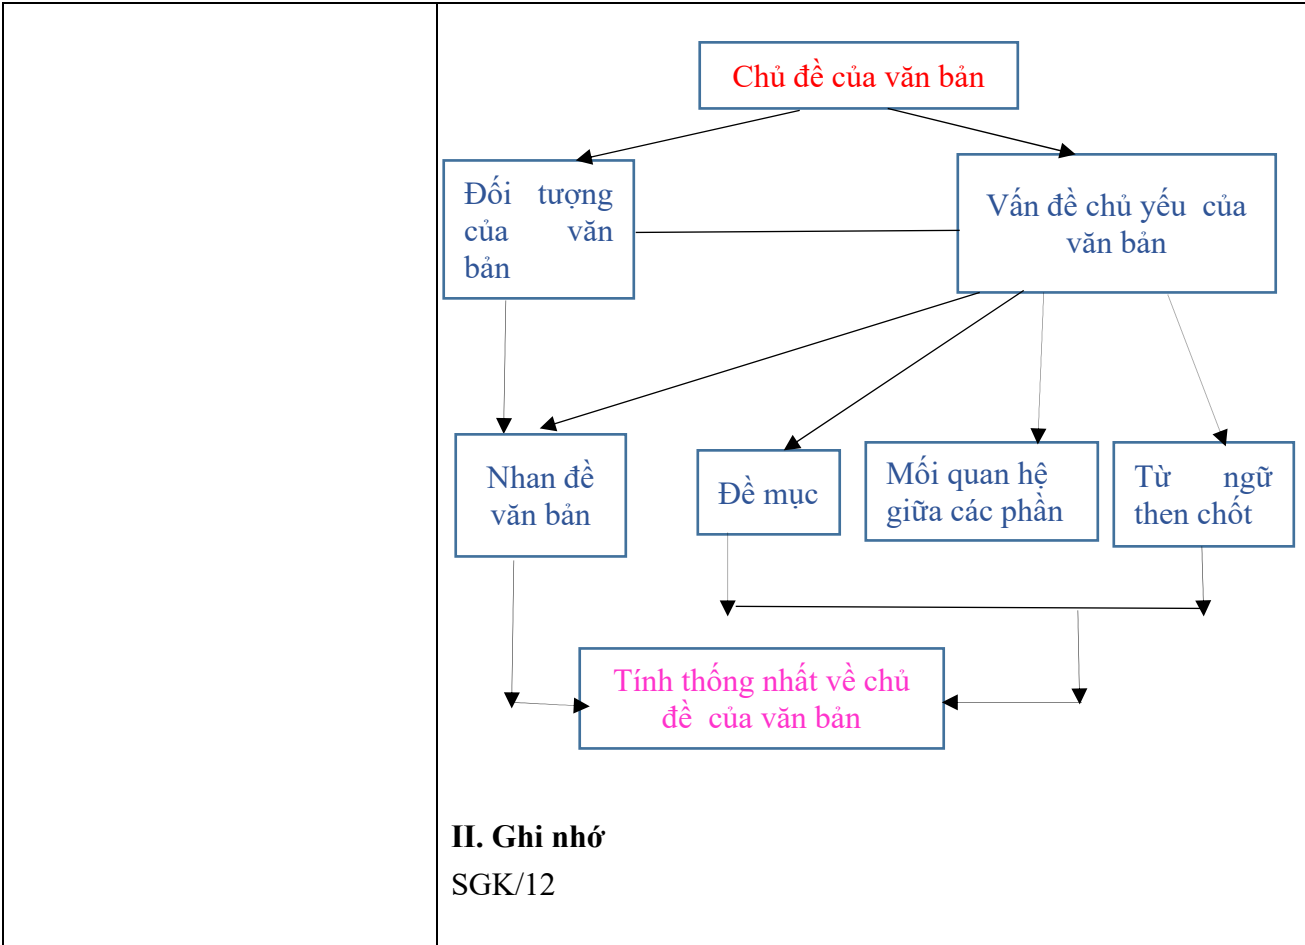 Chủ đề của văn bản
Đối tượng
của văn
bản
Vấn đề chủ yếu của
văn bản
Nhan đề
văn bản
Đề mục
Mối quan hệ
giữa các phần
Từ ngữ
then chốt
Tính thống nhất về chủ
đề của văn bản
II. Ghi nhớ
SGK/12